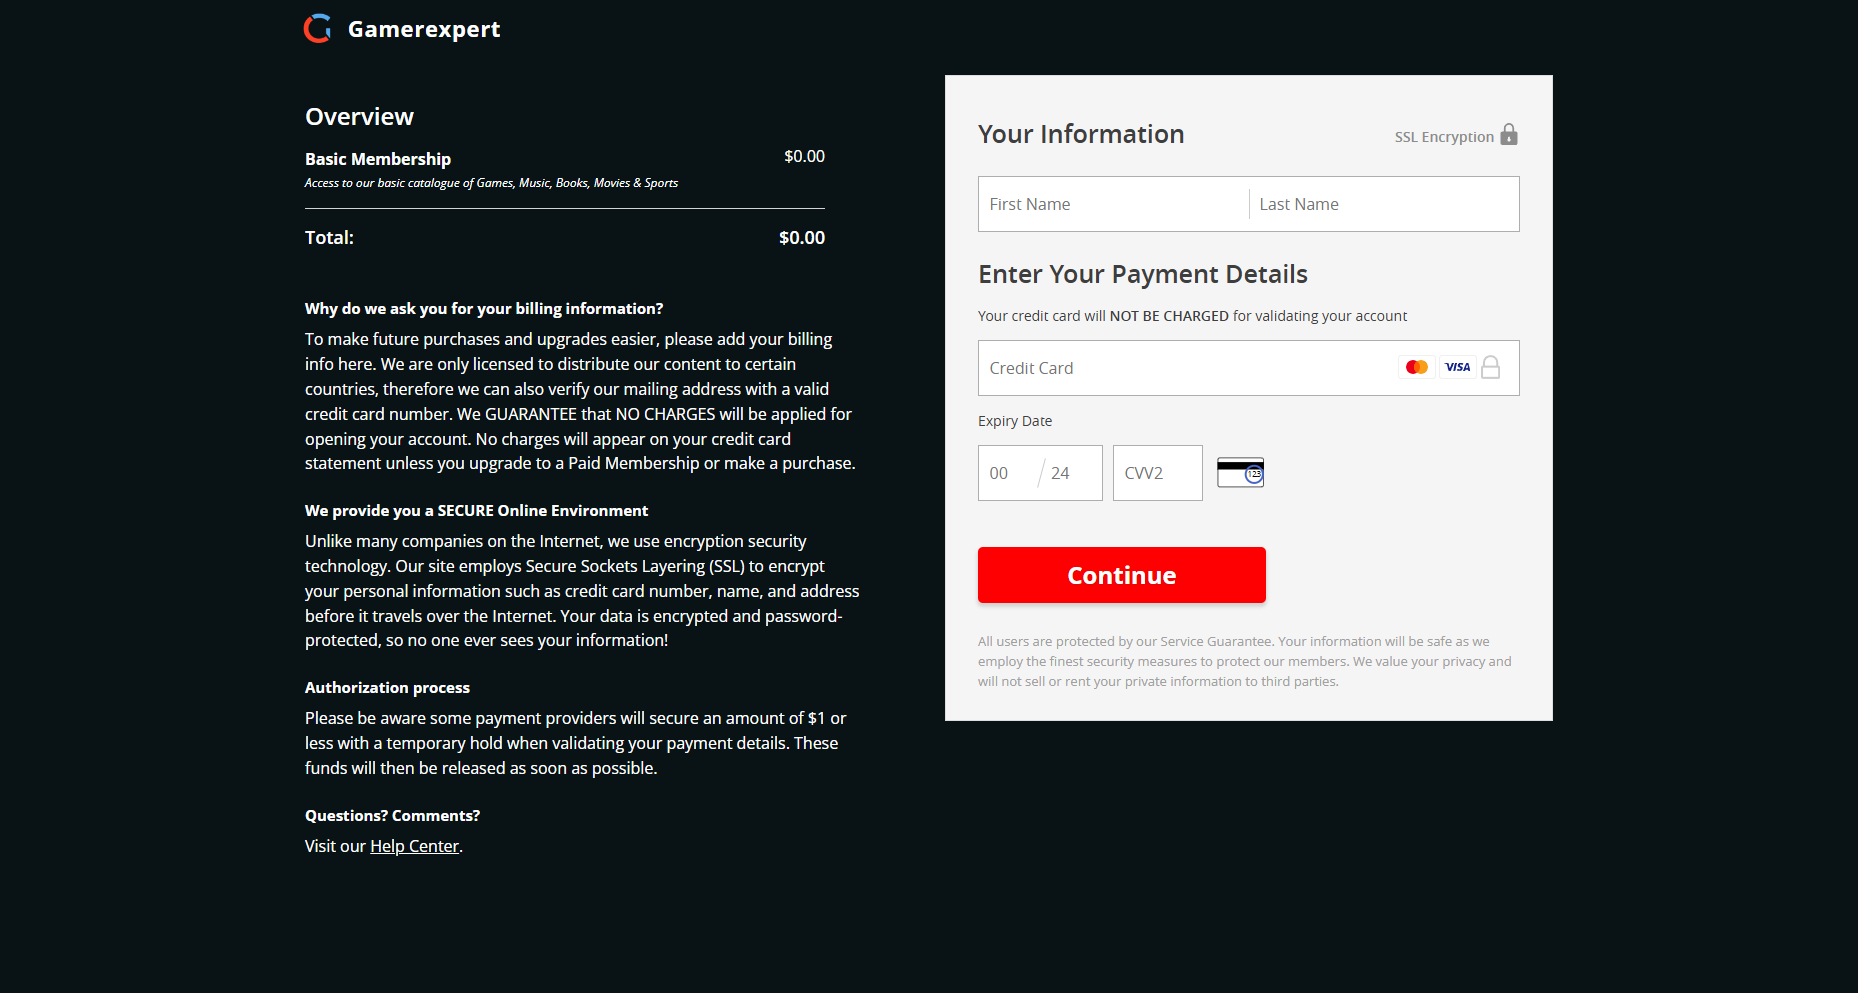 Gamerexpert
Overview
Basic Membership $0.00
Access to our basic catalogue of Games, Music, Books, Movies & Sports
Total: $0.00
Why do we ask you for your billing information?
To make future purchases and upgrades easier, please add your billing
info here. We are only licensed to distribute our content to certain
countries, therefore we can also verify our mailing address with a valid
credit card number. We GUARANTEE that NO CHARGES will be applied for
opening your account. No charges will appear on your credit card
statement unless you upgrade to a Paid Membership or make a purchase.
We provide you a SECURE Online Environment
Unlike many companies on the Internet, we use encryption security
technology. Our site employs Secure Sockets Layering (SSL) to encrypt
your personal information such as credit card number, name, and address
before it travels over the Internet. Your data is encrypted and password-
protected, so no one ever sees your information!
Authorization process
Please be aware some payment providers will secure an amount of $1 or
less with a temporary hold when validating your payment details. These
funds will then be released as soon as possible.
Questions? Comments?
Visit our Help Center.
Your Information SSL Encryption
First Name Last Name
Enter Your Payment Details
Your credit card will NOT BE CHARGED for validating your account
Credit Card VISA
Expiry Date
00 / 24 CVV2 123
Continue
All users are protected by our Service Guarantee. Your information will be safe as we
employ the finest security measures to protect our members. We value your privacy and
will not sell or rent your private information to third parties.